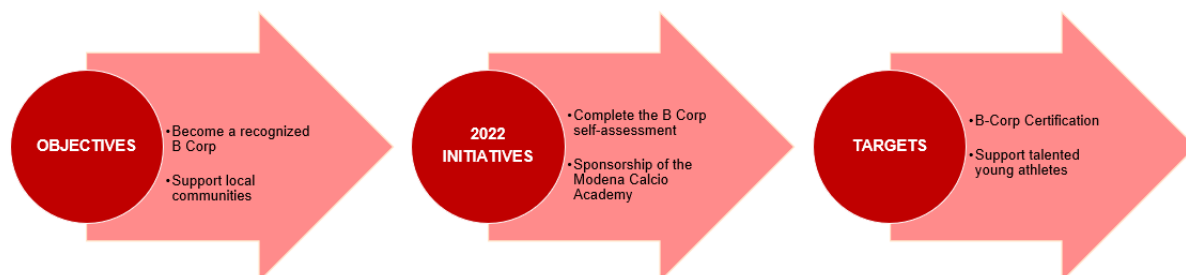 OBJECTIVES
•Become a recognized
B Corp
•Support local
communities
2022
INITIATIVES
•Complete the B Corp
self-assessment
•Sponsorship of the
Modena Calcio
Academy
TARGETS
•B-Corp Certification
•Support talented
young athletes